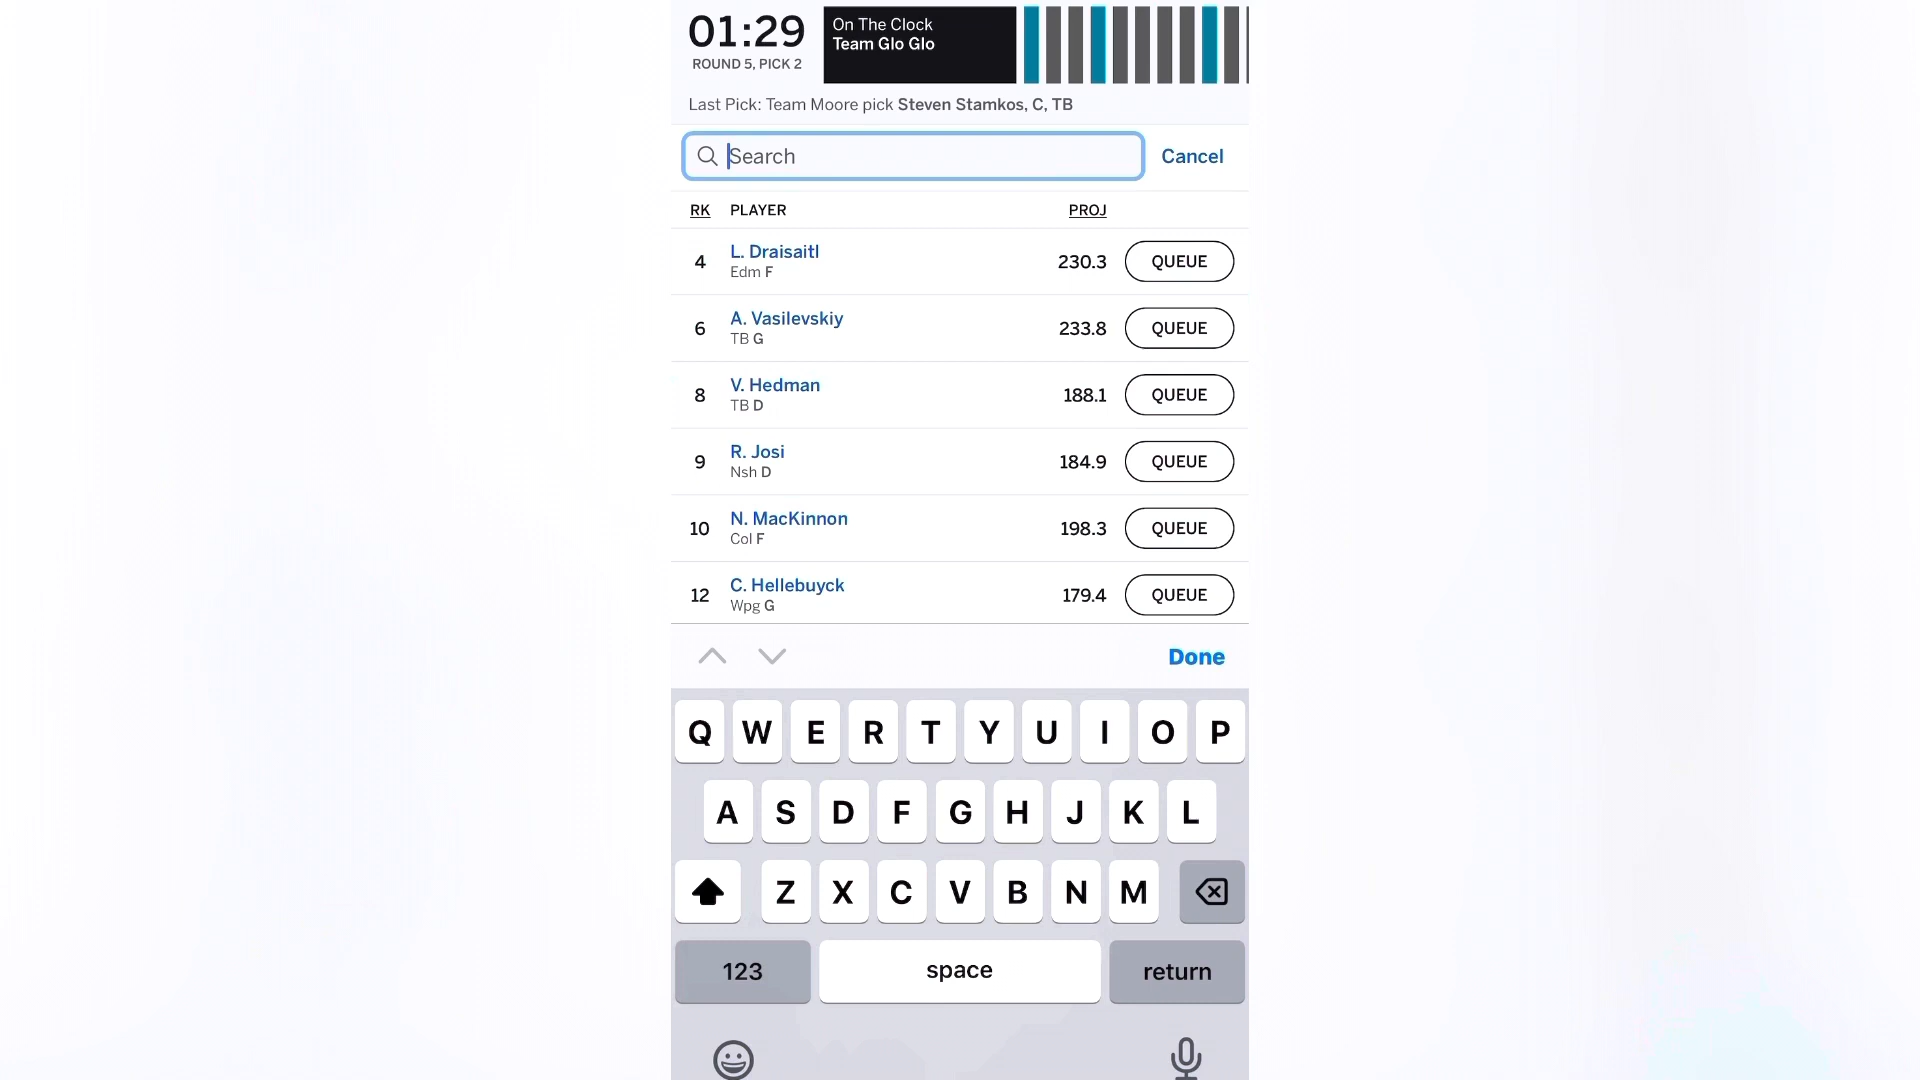 01:29
ROUND 5, PICK 2
On The Clock
Team Glo Glo
Last Pick: Team Moore pick Steven Stamkos, C, TB
Search
Cancel
RK PLAYER PROJ
4 L. Draisaitl 230.3 QUEUE
Edm F
6 A. Vasilevskiy 233.8 QUEUE
TB G
8 V. Hedman 188.1 QUEUE
TB D
9 R. Josi 184.9 QUEUE
Nsh D
10 N. MacKinnon 198.3 QUEUE
Col F
12 C. Hellebuyck 179.4 QUEUE
Wpg G
Done
Q W E R T Y U I O P
A S D F G H J K L
Z X C V B N M
123 space return